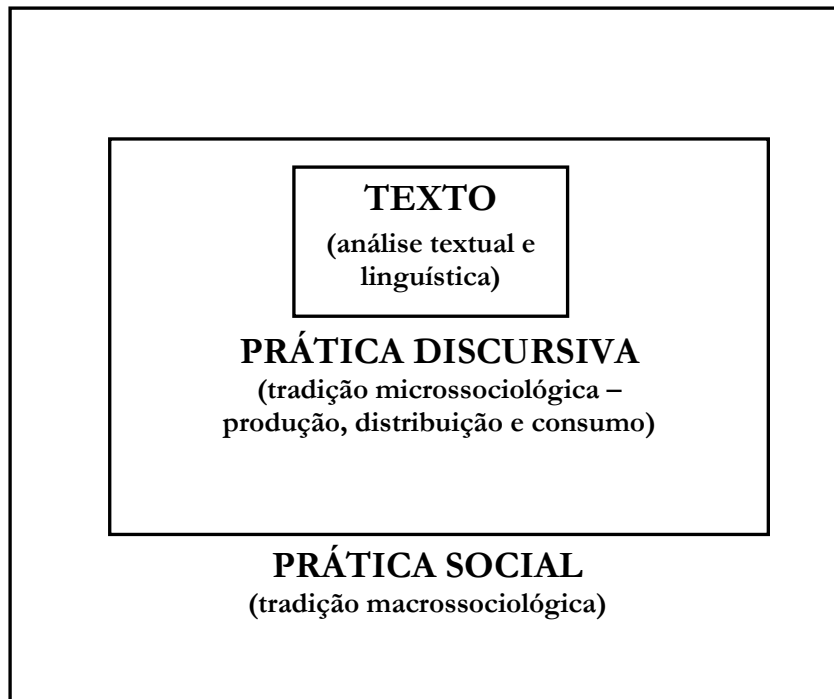 TEXTO
(análise textual e
linguística)
PRÁTICA DISCURSIVA
(tradição microssociológica –
produção, distribuição e consumo)
PRÁTICA SOCIAL
(tradição macrossociológica)